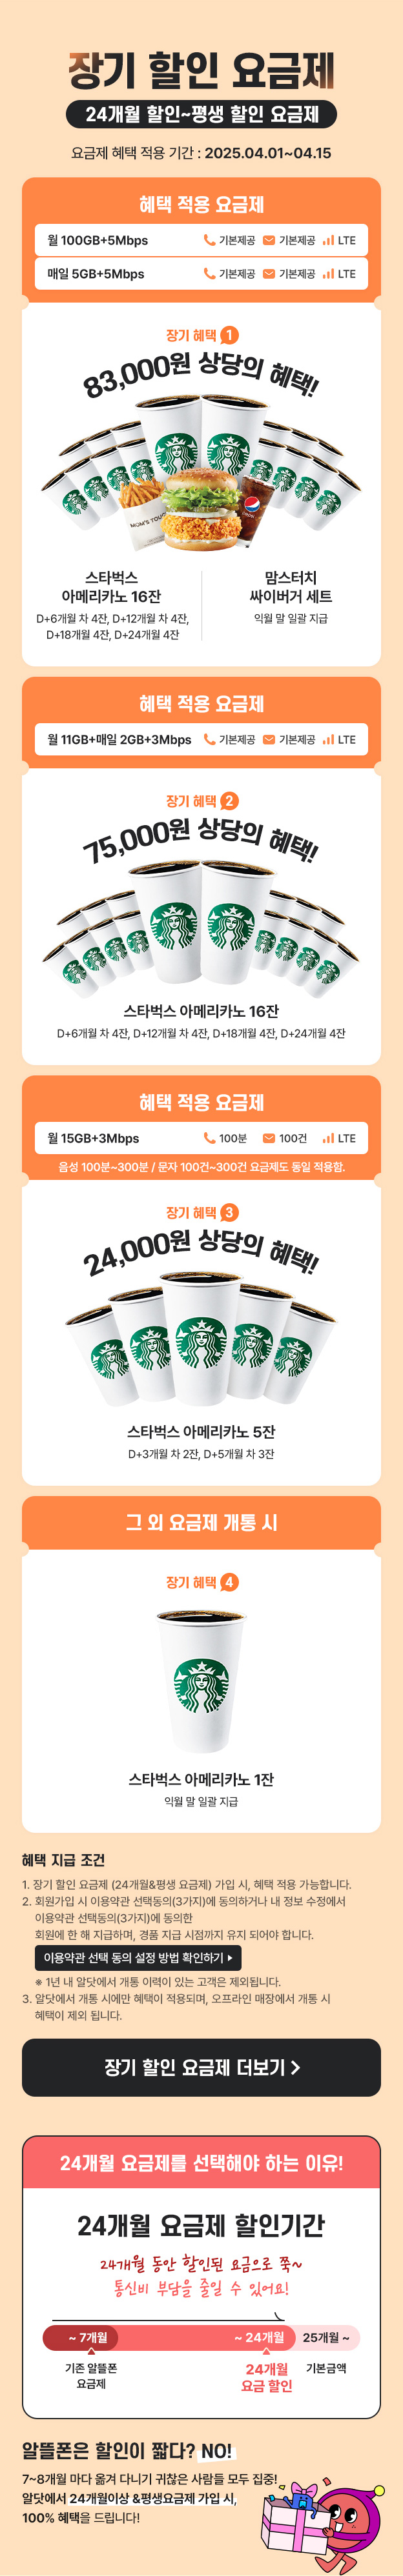 장기 할인 요금제
24개월 할인~평생 할인 요금제
요금제 혜택 적용 기간 : 2025.04.01~04.15
혜택 적용 요금제
월 100GB+5Mbps 기본제공 기본제공 LTE
매일 5GB+5Mbps 기본제공 기본제공 LTE
장기 혜택 1
83,000원 상당의 혜택!
MOM'S TOUCH
pepsi
스타벅스
아메리카노 16잔
D+6개월 차 4잔, D+12개월 차 4잔,
D+18개월 4잔, D+24개월 4잔
맘스터치
싸이버거 세트
익월 말 일괄 지급
혜택 적용 요금제
월 11GB+매일 2GB+3Mbps 기본제공 기본제공 LTE
장기 혜택 2
75,000원 상당의 혜택!
스타벅스 아메리카노 16잔
D+6개월 차 4잔, D+12개월 차 4잔, D+18개월 4잔, D+24개월 4잔
혜택 적용 요금제
월 15GB+3Mbps 100분 100건 LTE
음성 100분~300분 / 문자 100건~300건 요금제도 동일 적용함.
장기 혜택 3
24,000원 상당의 혜택!
스타벅스 아메리카노 5잔
D+3개월 차 2잔, D+5개월 차 3잔
그 외 요금제 개통 시
장기 혜택 4
스타벅스 아메리카노 1잔
익월 말 일괄 지급
혜택 지급 조건
1. 장기 할인 요금제 (24개월&평생 요금제) 가입 시, 혜택 적용 가능합니다.
2. 회원가입 시 이용약관 선택동의(3가지)에 동의하거나 내 정보 수정에서
이용약관 선택동의(3가지)에 동의한
회원에 한 해 지급하며, 경품 지급 시점까지 유지 되어야 합니다.
이용약관 선택 동의 설정 방법 확인하기
※ 1년 내 알닷에서 개통 이력이 있는 고객은 제외됩니다.
3. 알닷에서 개통 시에만 혜택이 적용되며, 오프라인 매장에서 개통 시
혜택이 제외 됩니다.
장기 할인 요금제 더보기 >
24개월 요금제를 선택해야 하는 이유!
24개월 요금제 할인기간
24개월 동안 할인된 요금으로 쭉~
통신비 부담을 줄일 수 있어요!
~ 7개월 ~ 24개월 25개월 ~
기존 알뜰폰
요금제
24개월
요금 할인
기본금액
알뜰폰은 할인이 짧다? NO!
7~8개월 마다 옮겨 다니기 귀찮은 사람들 모두 집중!
알닷에서 24개월이상 &평생요금제 가입 시,
100% 혜택을 드립니다!